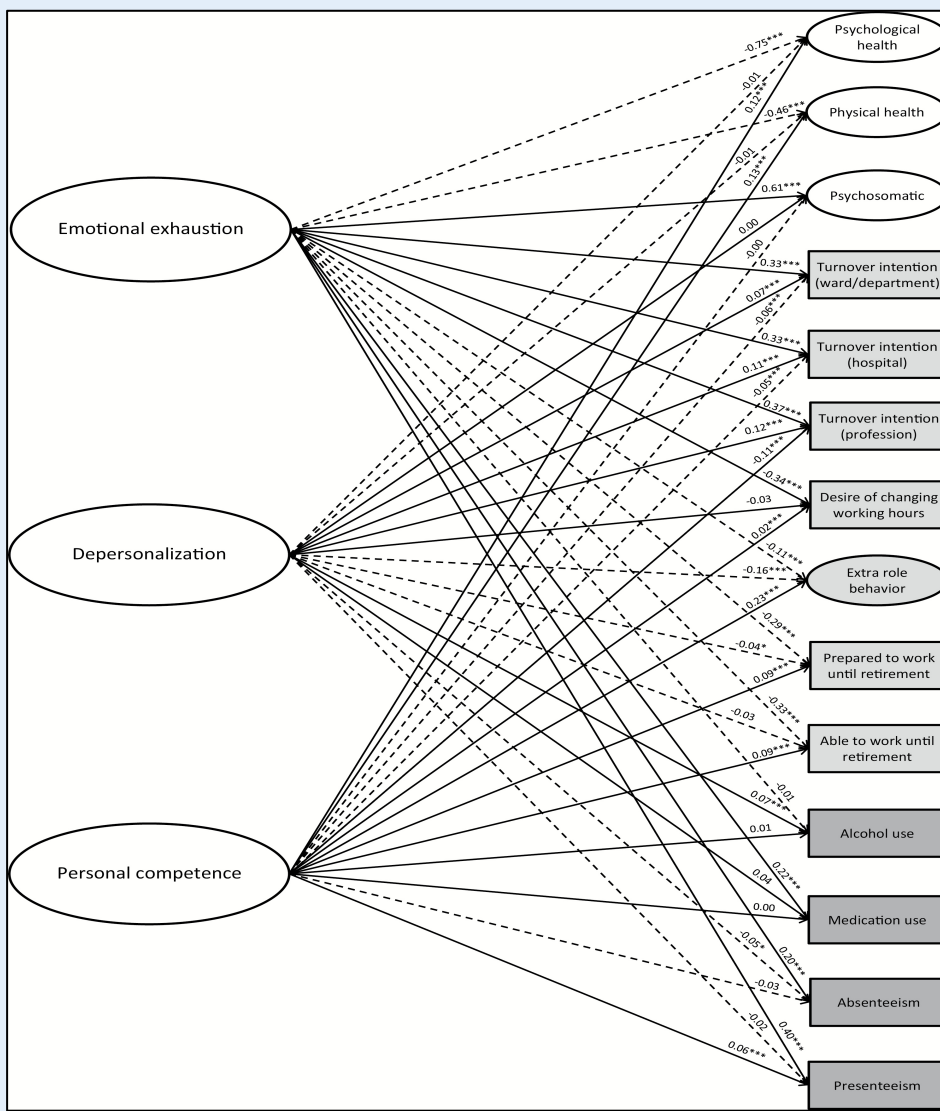 Psychological
health
-0.75***
-0.01
0.12***
Physical health
-0.46***
-0.01
0.13***
Psychosomatic
0.61***
0.00
-0.00
Emotional exhaustion
Turnover intention
(ward/department)
0.33***
0.07***
-0.06***
Turnover intention
(hospital)
0.33***
0.11***
-0.05***
Turnover intention
(profession)
0.37***
0.12***
-0.11***
Desire of changing
working hours
-0.34***
-0.03
0.02***
Depersonalization
Extra role
behavior
-0.11**
-0.16***
0.23***
Prepared to work
until retirement
-0.29***
-0.04*
0.09***
Able to work until
retirement
-0.33***
-0.03
0.09***
Alcohol use
-0.01
0.07***
0.01
Personal competence
Medication use
0.22***
0.04
0.00
Absenteeism
0.20***
-0.05*
-0.03
Presenteeism
0.40***
-0.02
0.06***